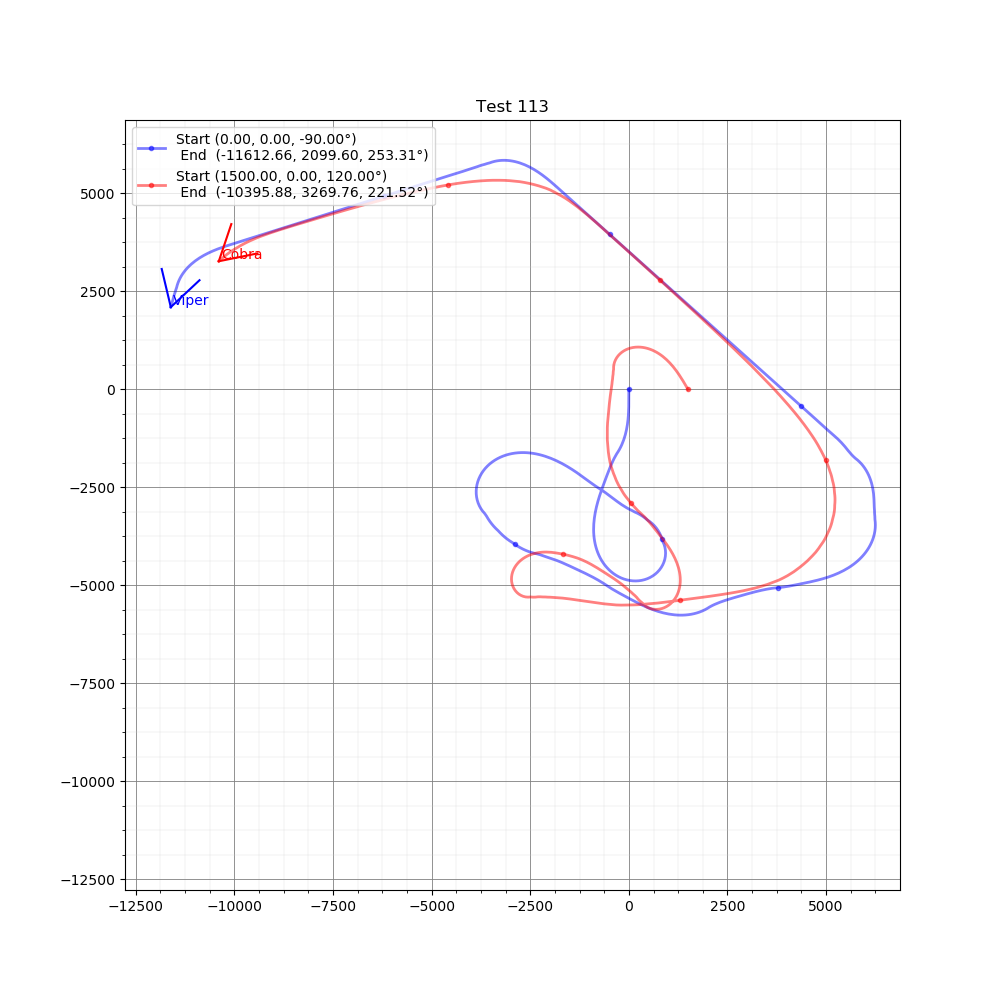 Test 113
Start (0.00, 0.00, -90.00°)
End (-11612.66, 2099.60, 253.31°)
Start (1500.00, 0.00, 120.00°)
End (-10395.88, 3269.76, 221.52°)
5000
2500
0
−2500
−5000
−7500
−10000
−12500
Cobra
Viper
−12500 −10000 −7500 −5000 −2500 0 2500 5000